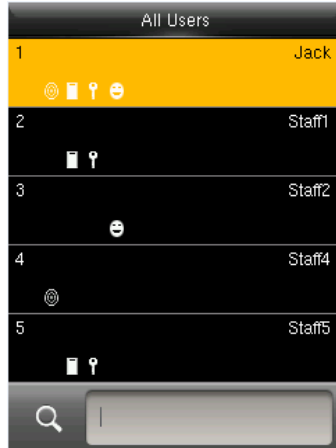 All Users
1 Jack
2 Staff1
3 Staff2
4 Staff4
5 Staff5